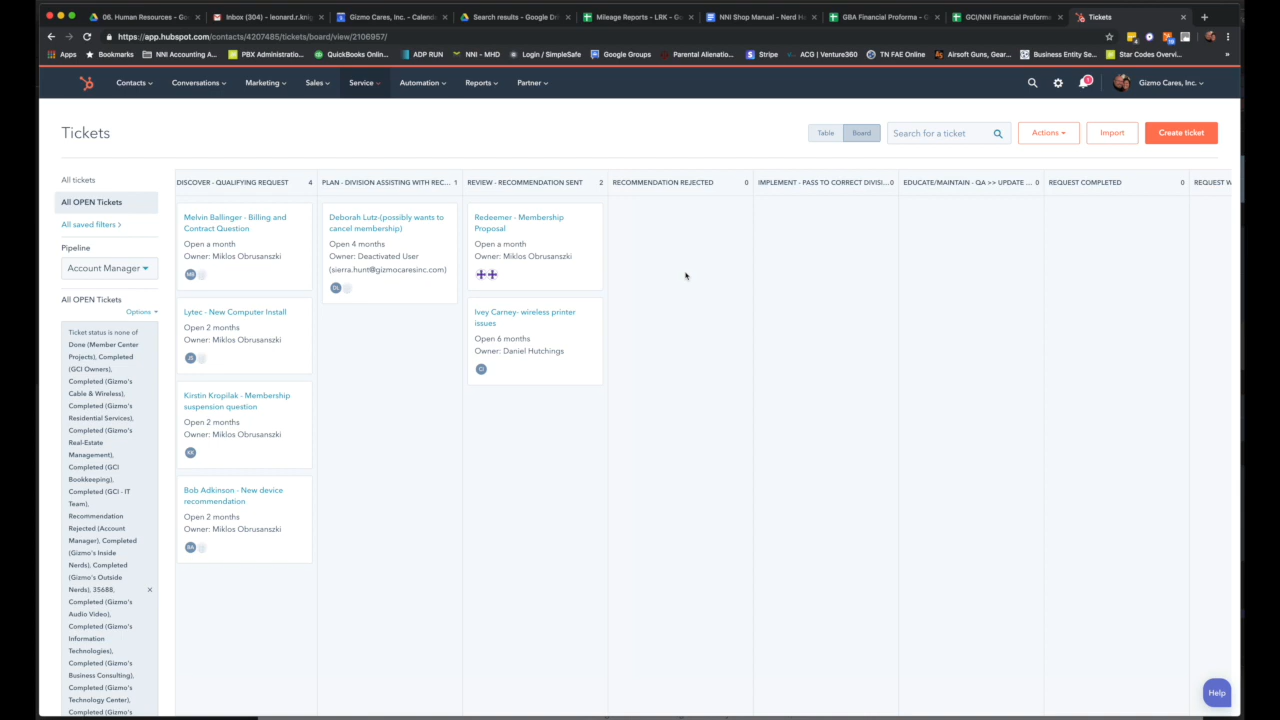 06. Human Resources - Go
Inbox (304) - leonard.r.knig
Gizmo Cares, Inc. - Calenda
Search results - Google Dri
Mileage Reports - LRK - Go
NNI Shop Manual - Nerd H
GBA Financial Proforma - G
GCI/NNI Financial Proforma
Tickets
https://app.hubspot.com/contacts/4207485/tickets/board/view/2106957/
Apps
Bookmarks
NNI Accounting A...
PBX Administratio...
QuickBooks Onlin...
ADP RUN
NNI - MHD
Login / SimpleSafe
Google Groups
Parental Alienatio...
Stripe
ACG | Venture360
TN FAE Online
Airsoft Guns, Gear...
Business Entity Se...
Star Codes Overvi...
»
Contacts
Conversations
Marketing
Sales
Service
Automation
Reports
Partner
1
Gizmo Cares, Inc.
Tickets
Table
Board
Search for a ticket
Actions
Import
Create ticket
All tickets
All OPEN Tickets
All saved filters >
Pipeline
Account Manager
All OPEN Tickets
Options
Ticket status is none of
Done (Member Center
Projects), Completed
(GCI Owners),
Completed (Gizmo's
Cable & Wireless),
Completed (Gizmo's
Residential Services),
Completed (Gizmo's
Real-Estate
Management),
Completed (GCI
Bookkeeping),
Completed (GCI - IT
Team),
Recommendation
Rejected (Account
Manager), Completed
(Gizmo's Inside
Nerds), Completed
(Gizmo's Outside
Nerds), 35688,
Completed (Gizmo's
Audio Video),
Completed (Gizmo's
Information
Technologies),
Completed (Gizmo's
Business Consulting),
Completed (Gizmo's
Technology Center),
Completed (Gizmo's
DISCOVER - QUALIFYING REQUEST 4
Melvin Ballinger - Billing and
Contract Question
Open a month
Owner: Miklos Obrusanszki
MB
Lytec - New Computer Install
Open 2 months
Owner: Miklos Obrusanszki
JS
Kirstin Kropilak - Membership
suspension question
Open 2 months
Owner: Miklos Obrusanszki
KK
Bob Adkinson - New device
recommendation
Open 2 months
Owner: Miklos Obrusanszki
BA
PLAN - DIVISION ASSISTING WITH REC... 1
Deborah Lutz-(possibly wants to
cancel membership)
Open 4 months
Owner: Deactivated User
(sierra.hunt@gizmocaresinc.com)
DL
REVIEW - RECOMMENDATION SENT 2
Redeemer - Membership
Proposal
Open a month
Owner: Miklos Obrusanszki
Ivey Carney- wireless printer
issues
Open 6 months
Owner: Daniel Hutchings
RECOMMENDATION REJECTED 0
IMPLEMENT - PASS TO CORRECT DIVISI... 0
EDUCATE/MAINTAIN - QA >> UPDATE ... 0
REQUEST COMPLETED 0
REQUEST W
Help